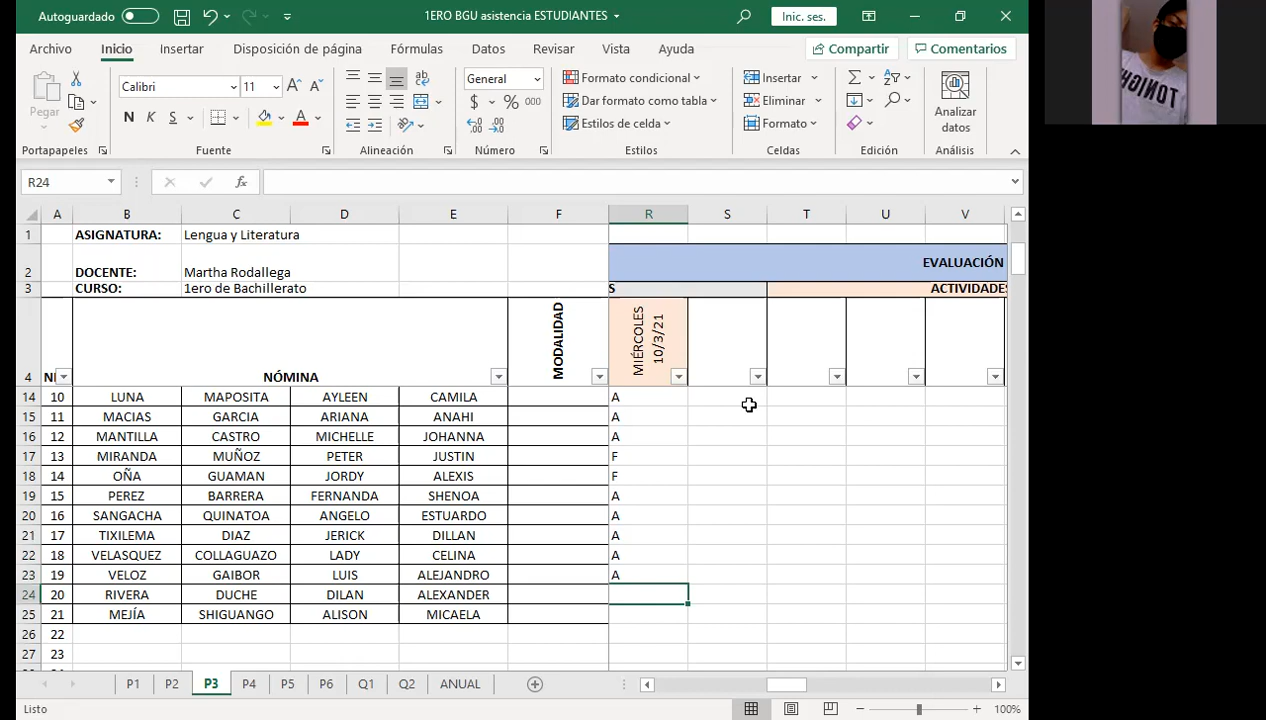 Autoguardado
1ERO BGU asistencia ESTUDIANTES
Inic. ses.
Archivo Inicio Insertar Disposición de página Fórmulas Datos Revisar Vista Ayuda Compartir Comentarios
Pegar
Calibri 11
N K S
ab
General
$ % 000
Formato condicional
Dar formato como tabla
Estilos de celda
Insertar
Eliminar
Formato
Analizar
datos
Portapapeles Fuente Alineación Número Estilos Celdas Edición Análisis
R24 fx
A B C D E F R S T U V
1 ASIGNATURA: Lengua y Literatura
2 DOCENTE: Martha Rodallega EVALUACIÓN
3 CURSO: 1ero de Bachillerato S ACTIVIDADES
4 NÓMINA MODALIDAD MIÉRCOLES 10/3/21
14 10 LUNA MAPOSITA AYLEEN CAMILA A
15 11 MACIAS GARCIA ARIANA ANAHI A
16 12 MANTILLA CASTRO MICHELLE JOHANNA A
17 13 MIRANDA MUÑOZ PETER JUSTIN F
18 14 OÑA GUAMAN JORDY ALEXIS F
19 15 PEREZ BARRERA FERNANDA SHENOA A
20 16 SANGACHA QUINATOA ANGELO ESTUARDO A
21 17 TIXILEMA DIAZ JERICK DILLAN A
22 18 VELASQUEZ COLLAGUAZO LADY CELINA A
23 19 VELOZ GAIBOR LUIS ALEJANDRO A
24 20 RIVERA DUCHE DILAN ALEXANDER
25 21 MEJÍA SHIGUANGO ALISON MICAELA
26 22
27 23
P1 P2 P3 P4 P5 P6 Q1 Q2 ANUAL
Listo 100%